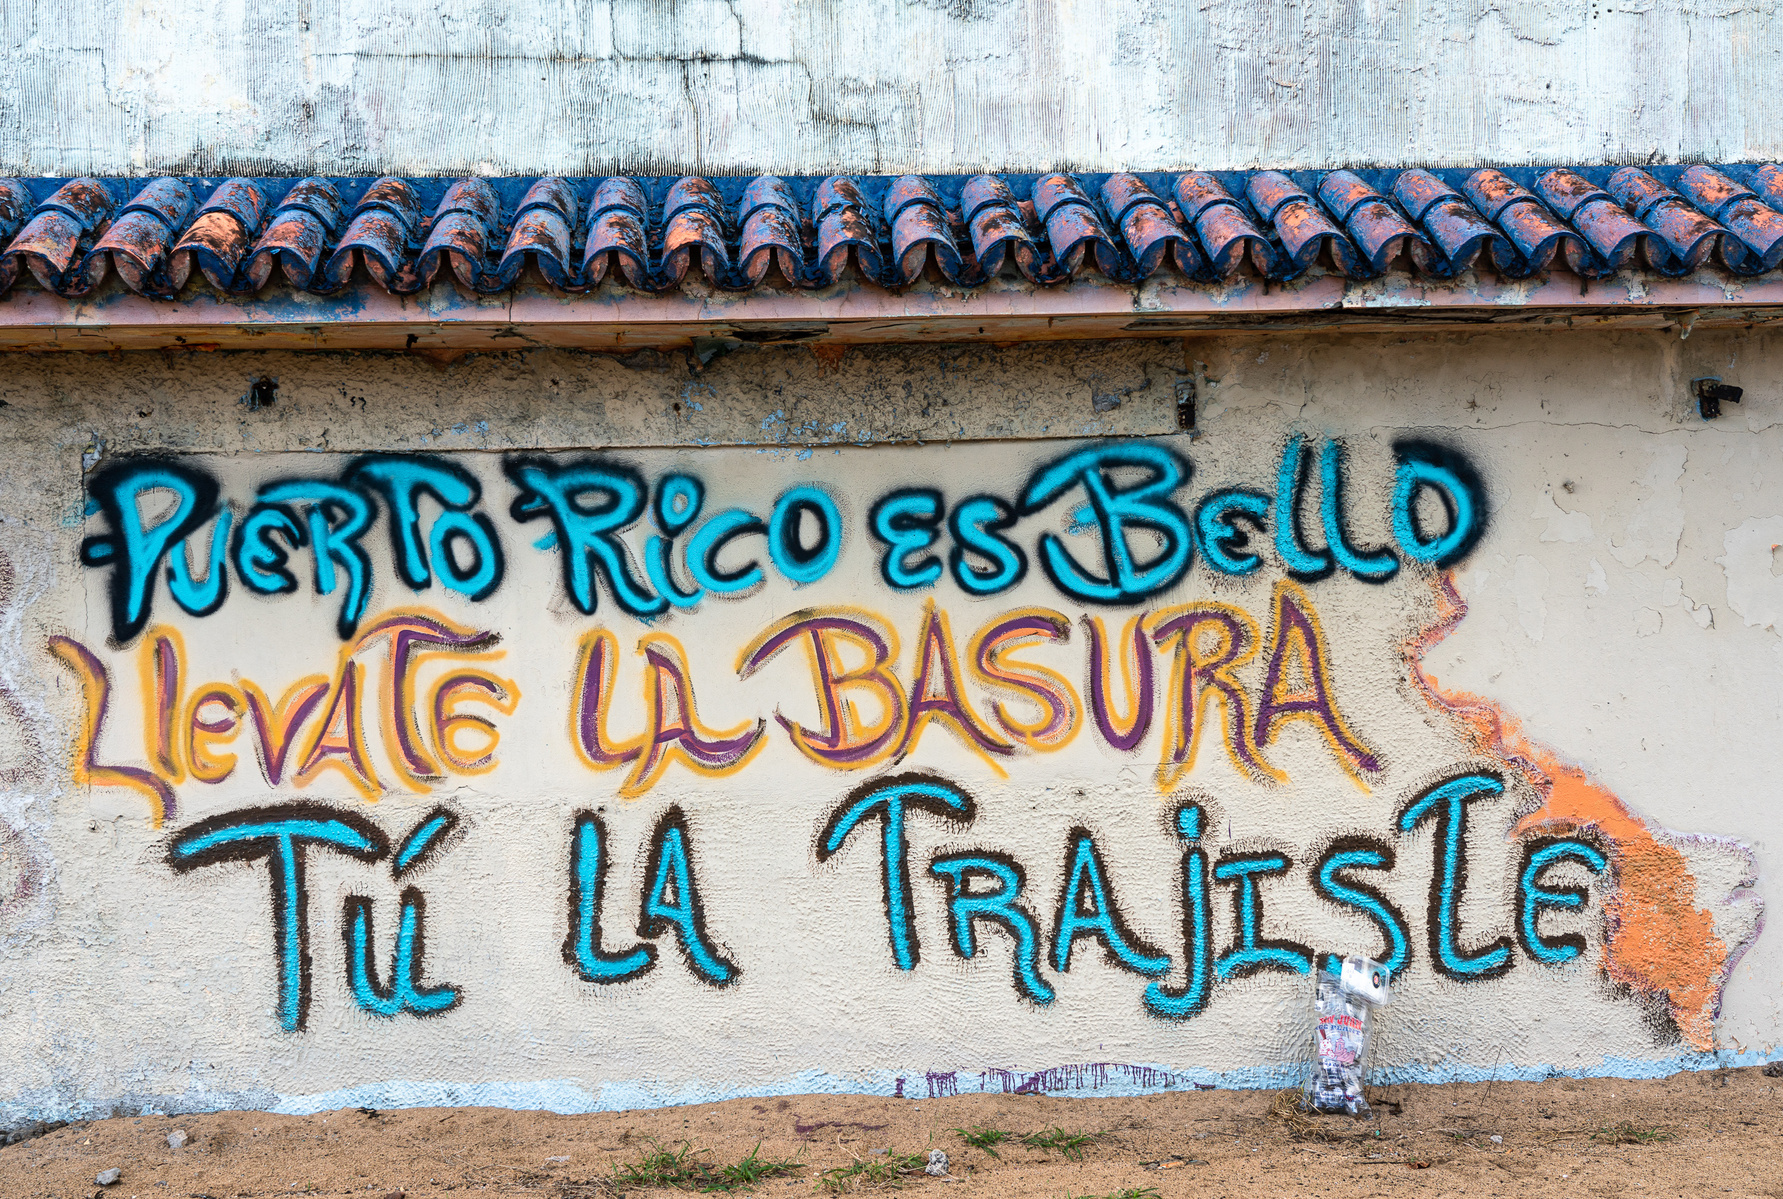 Puerto Rico es Bello
Llevate la Basura
Tú la Trajiste